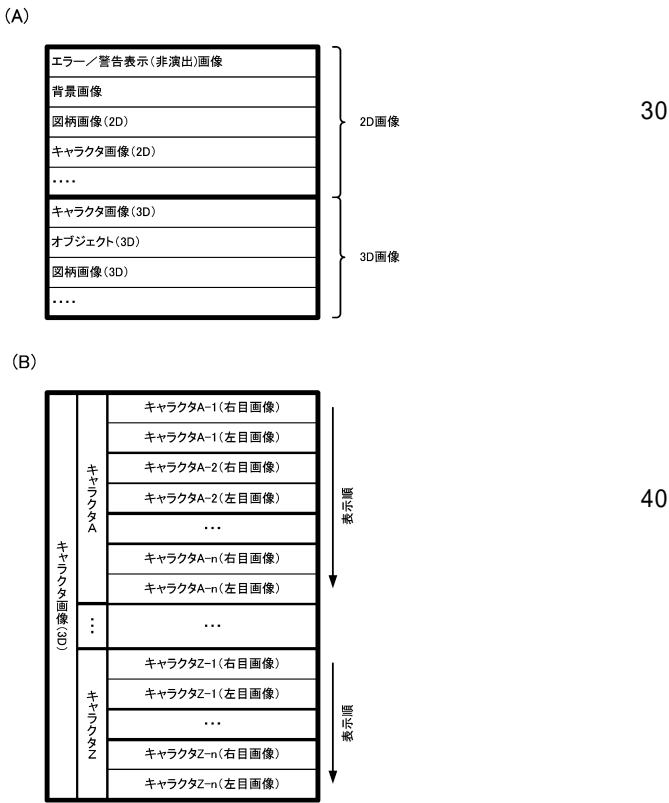 (A)
エラー／警告表示(非演出)画像
背景画像
図柄画像(2D)
キャラクタ画像(2D)
････
2D画像
30
キャラクタ画像(3D)
オブジェクト(3D)
図柄画像(3D)
････
3D画像
(B)
キャラクタ画像(3D)
キャラクタA
キャラクタA-1(右目画像)
キャラクタA-1(左目画像)
キャラクタA-2(右目画像)
キャラクタA-2(左目画像)
･･･
キャラクタA-n(右目画像)
キャラクタA-n(左目画像)
表示順
40
･･･
･･･
キャラクタZ
キャラクタZ-1(右目画像)
キャラクタZ-1(左目画像)
･･･
キャラクタZ-n(右目画像)
キャラクタZ-n(左目画像)
表示順